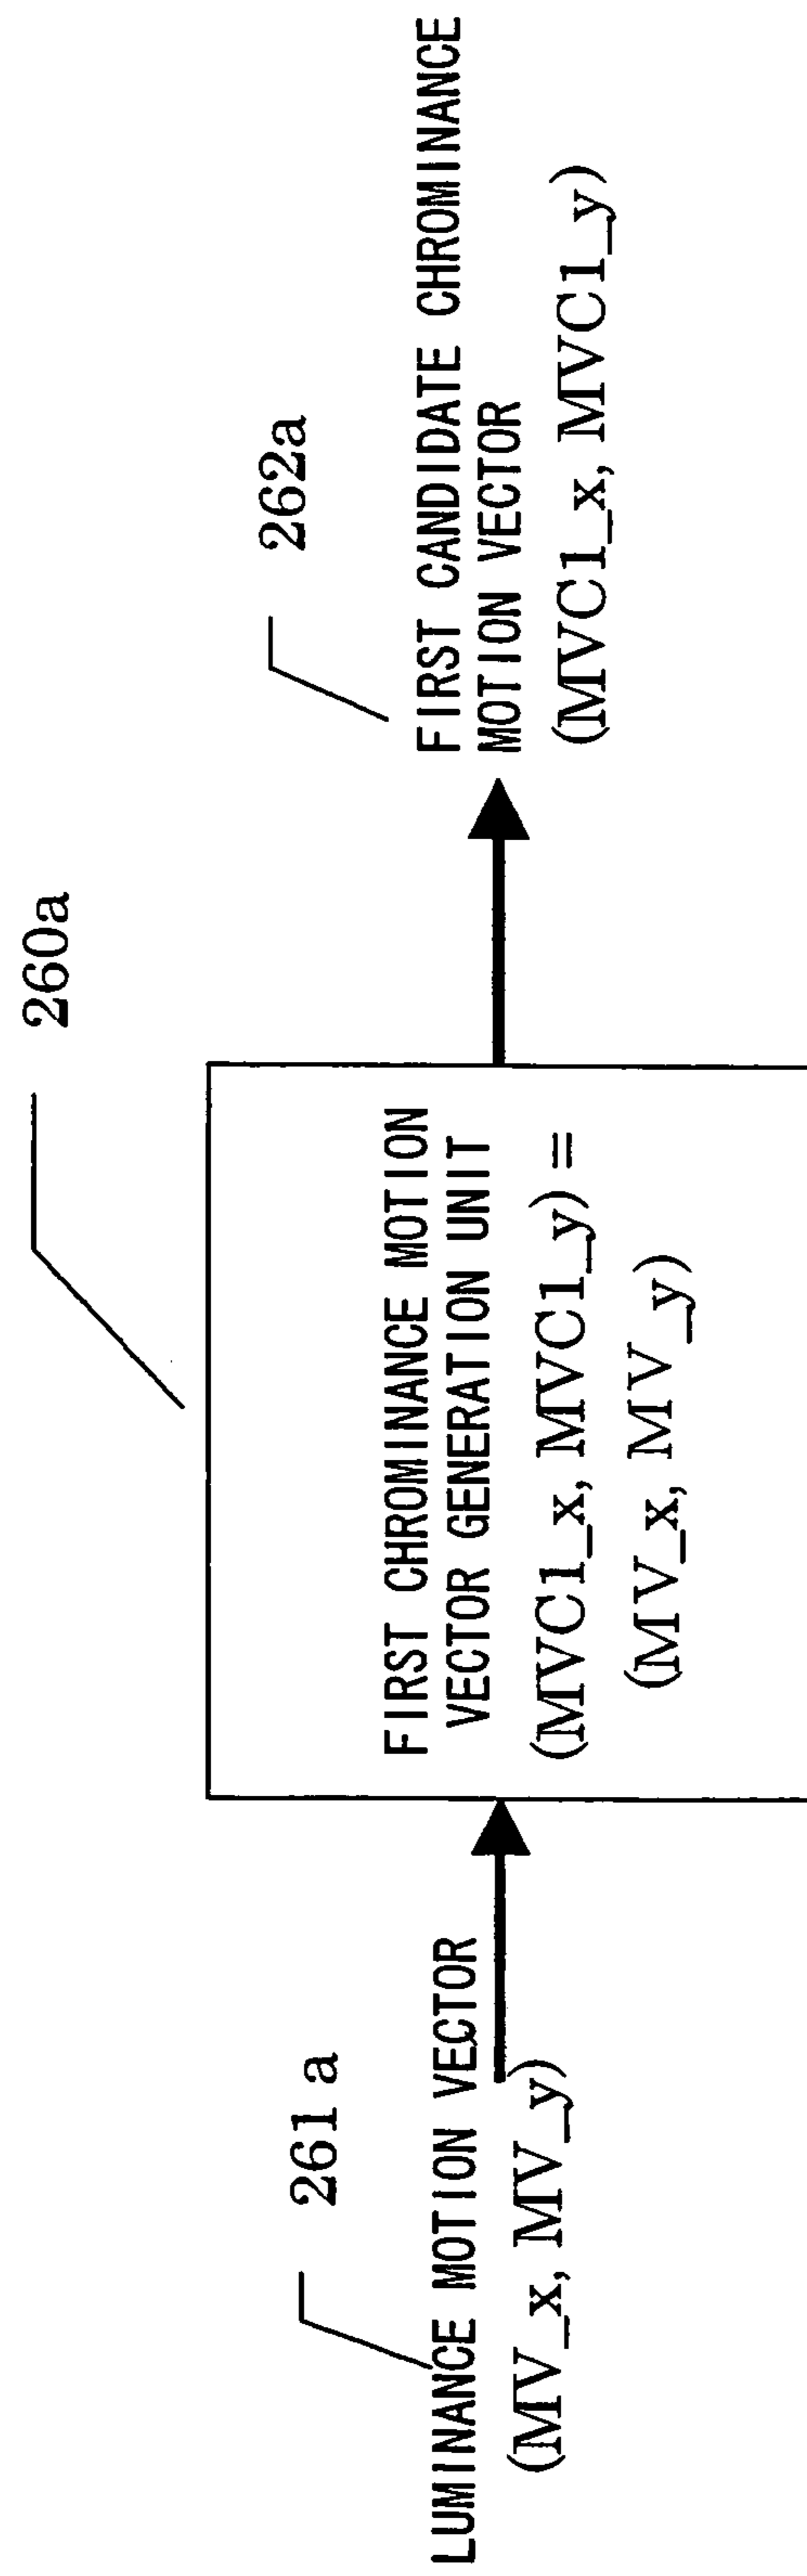 260a
261 a
LUMINANCE MOTION VECTOR
(MV_x, MV_y)
FIRST CHROMINANCE MOTION
VECTOR GENERATION UNIT
(MVC1_x, MVC1_y) =
(MV_x, MV_y)
262a
FIRST CANDIDATE CHROMINANCE
MOTION VECTOR
(MVC1_x, MVC1_y)